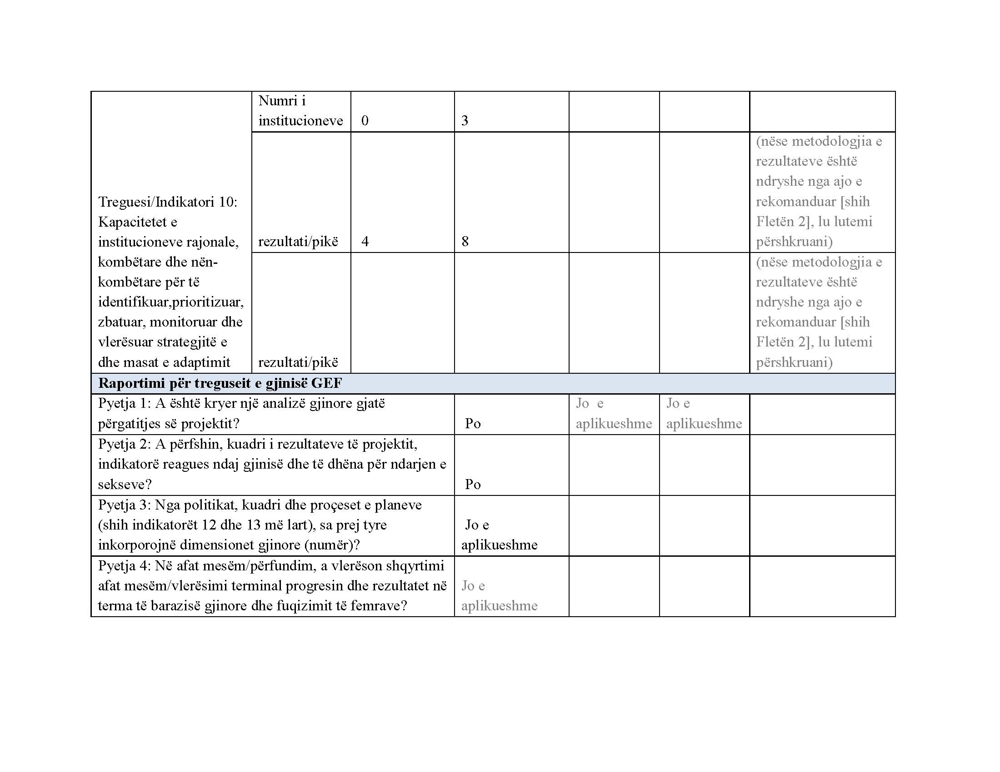 Numri i
institucioneve
0
3
Treguesi/Indikatori 10:
Kapacitetet e
institucioneve rajonale,
kombëtare dhe nën-
kombëtare për të
identifikuar,prioritizuar,
zbatuar, monitoruar dhe
vlerësuar strategjitë e
dhe masat e adaptimit
rezultati/pikë
4
8
(nëse metodologjia e
rezultateve është
ndryshe nga ajo e
rekomanduar [shih
Fletën 2], lu lutemi
përshkruani)
rezultati/pikë
(nëse metodologjia e
rezultateve është
ndryshe nga ajo e
rekomanduar [shih
Fletën 2], lu lutemi
përshkruani)
Raportimi për treguseit e gjinisë GEF
Pyetja 1: A është kryer një analizë gjinore gjatë
përgatitjes së projektit?
Po
Jo e
aplikueshme
Jo e
aplikueshme
Pyetja 2: A përfshin, kuadri i rezultateve të projektit,
indikatorë reagues ndaj gjinisë dhe të dhëna për ndarjen e
sekseve?
Po
Pyetja 3: Nga politikat, kuadri dhe proçeset e planeve
(shih indikatorët 12 dhe 13 më lart), sa prej tyre
inkorporojnë dimensionet gjinore (numër)?
Jo e
aplikueshme
Pyetja 4: Në afat mesëm/përfundim, a vlerëson shqyrtimi
afat mesëm/vlerësimi terminal progresin dhe rezultatet në
terma të barazisë gjinore dhe fuqizimit të femrave?
Jo e
aplikueshme